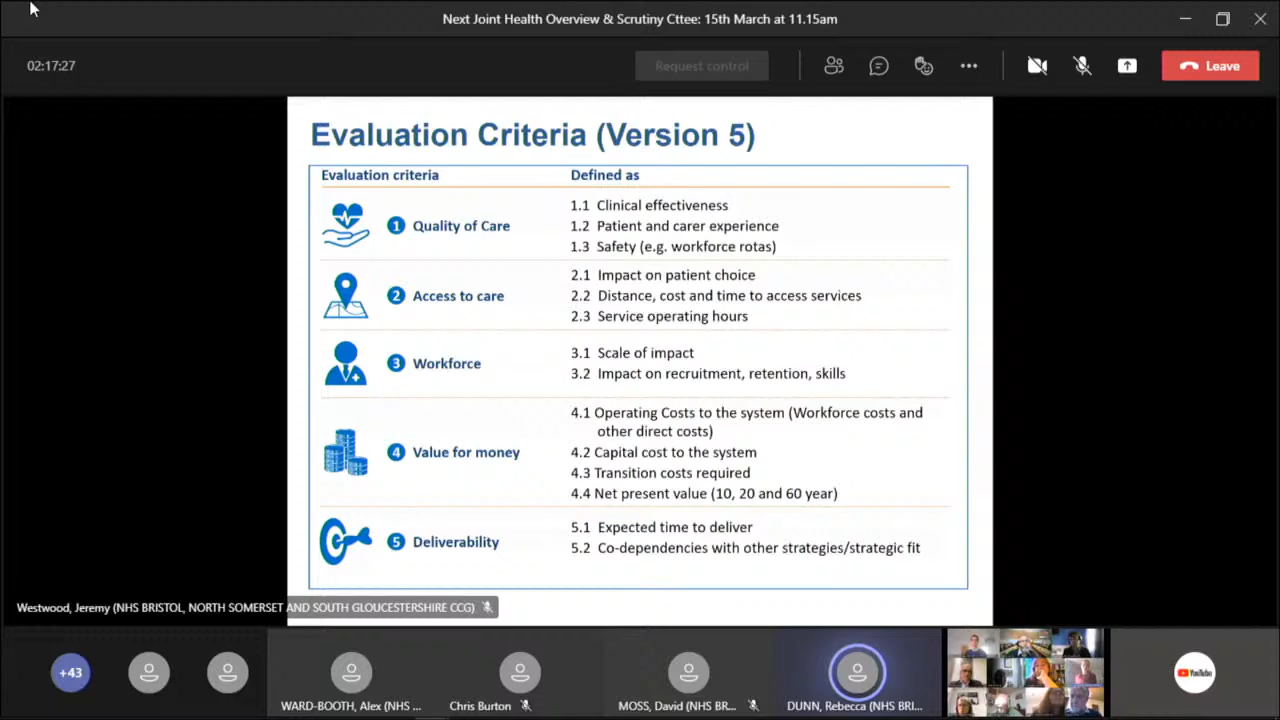 Next Joint Health Overview & Scrutiny Cttee: 15th March at 11.15am
02:17:27
Request control
Leave
Evaluation Criteria (Version 5)
Evaluation criteria
Defined as
1 Quality of Care
1.1 Clinical effectiveness
1.2 Patient and carer experience
1.3 Safety (e.g. workforce rotas)
2 Access to care
2.1 Impact on patient choice
2.2 Distance, cost and time to access services
2.3 Service operating hours
3 Workforce
3.1 Scale of impact
3.2 Impact on recruitment, retention, skills
4 Value for money
4.1 Operating Costs to the system (Workforce costs and
other direct costs)
4.2 Capital cost to the system
4.3 Transition costs required
4.4 Net present value (10, 20 and 60 year)
5 Deliverability
5.1 Expected time to deliver
5.2 Co-dependencies with other strategies/strategic fit
Westwood, Jeremy (NHS BRISTOL, NORTH SOMERSET AND SOUTH GLOUCESTERSHIRE CCG)
+43
WARD-BOOTH, Alex (NHS ...
Chris Burton
MOSS, David (NHS BR...
DUNN, Rebecca (NHS BRI...
YouTube